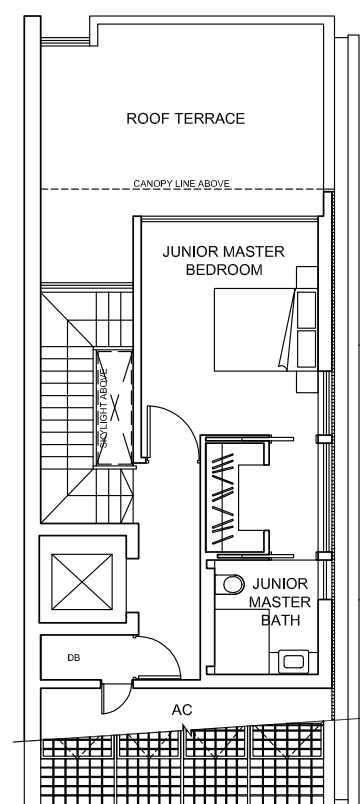 ROOF TERRACE
CANOPY LINE ABOVE
JUNIOR MASTER
BEDROOM
SKYLIGHT ABOVE
JUNIOR
MASTER
BATH
DB
AC